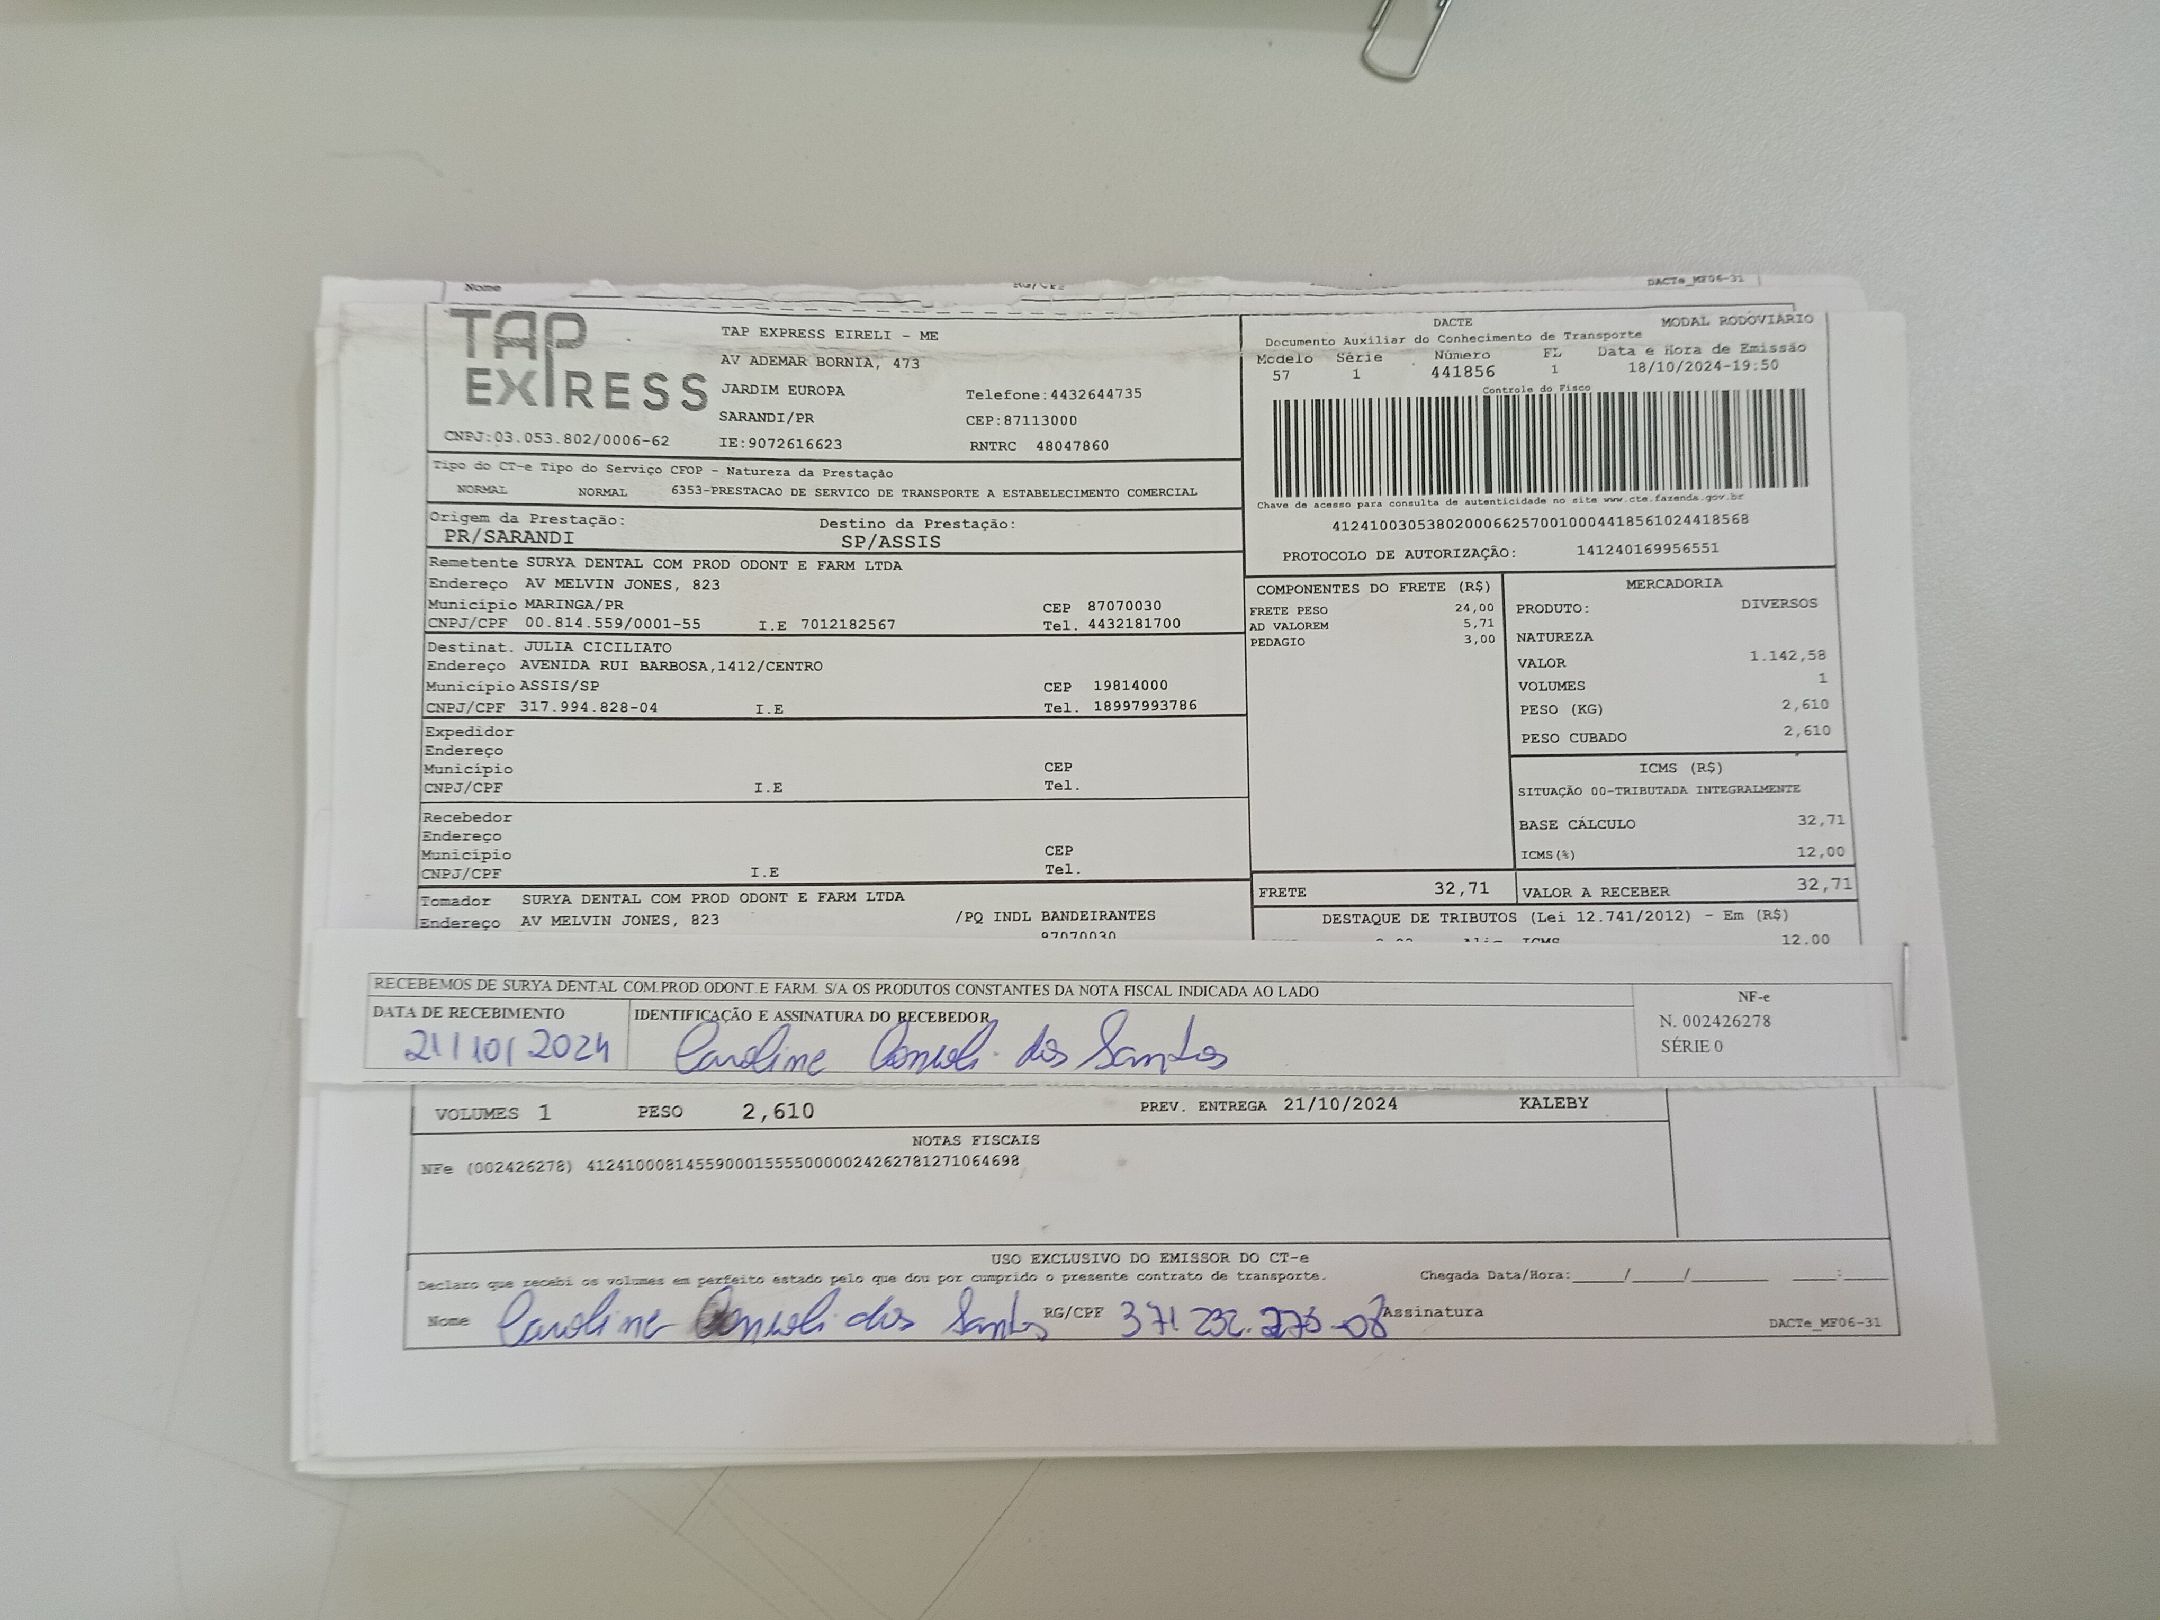 Nome DACTe_MF06-31
TAP EXPRESS
TAP EXPRESS EIRELI - ME
AV ADEMAR BORNIA, 473
JARDIM EUROPA Telefone:4432644735
SARANDI/PR CEP:87113000
CNPJ:03.053.802/0006-62 IE:9072616623 RNTRC 48047860
DACTE MODAL RODOVIÁRIO
Documento Auxiliar do Conhecimento de Transporte
Modelo Série Número FL Data e Hora de Emissão
57 1 441856 1 18/10/2024-19:50
Controle do Fisco
Chave de acesso para consulta de autenticidade no site www.cte.fazenda.gov.br
41241003053802000662570010004418561024418568
PROTOCOLO DE AUTORIZAÇÃO: 141240169956551
Tipo do CT-e Tipo do Serviço CFOP - Natureza da Prestação
NORMAL NORMAL 6353-PRESTACAO DE SERVICO DE TRANSPORTE A ESTABELECIMENTO COMERCIAL
Origem da Prestação: Destino da Prestação:
PR/SARANDI SP/ASSIS
Remetente SURYA DENTAL COM PROD ODONT E FARM LTDA
Endereço AV MELVIN JONES, 823
Município MARINGA/PR CEP 87070030
CNPJ/CPF 00.814.559/0001-55 I.E 7012182567 Tel. 4432181700
Destinat. JULIA CICILIATO
Endereço AVENIDA RUI BARBOSA,1412/CENTRO
Município ASSIS/SP CEP 19814000
CNPJ/CPF 317.994.828-04 I.E Tel. 18997993786
Expedidor
Endereço
Município CEP
CNPJ/CPF I.E Tel.
Recebedor
Endereço
Município CEP
CNPJ/CPF I.E Tel.
Tomador SURYA DENTAL COM PROD ODONT E FARM LTDA
Endereço AV MELVIN JONES, 823 /PQ INDL BANDEIRANTES
COMPONENTES DO FRETE (R$)
FRETE PESO 24,00
AD VALOREM 5,71
PEDAGIO 3,00
FRETE 32,71
MERCADORIA
PRODUTO: DIVERSOS
NATUREZA
VALOR 1.142,58
VOLUMES 1
PESO (KG) 2,610
PESO CUBADO 2,610
ICMS (R$)
SITUAÇÃO 00-TRIBUTADA INTEGRALMENTE
BASE CÁLCULO 32,71
ICMS(%) 12,00
VALOR A RECEBER 32,71
DESTAQUE DE TRIBUTOS (Lei 12.741/2012) - Em (R$)
12.00
RECEBEMOS DE SURYA DENTAL COM.PROD.ODONT.E FARM. S/A OS PRODUTOS CONSTANTES DA NOTA FISCAL INDICADA AO LADO
DATA DE RECEBIMENTO IDENTIFICAÇÃO E ASSINATURA DO RECEBEDOR
21/10/2024 Caroline Consoli dos Santos
NF-e
N. 002426278
SÉRIE 0
VOLUMES 1 PESO 2,610 PREV. ENTREGA 21/10/2024 KALEBY
NOTAS FISCAIS
NFe (002426278) 41241000814559000155550000024262781271064698
USO EXCLUSIVO DO EMISSOR DO CT-e
Declaro que recebi os volumes em perfeito estado pelo que dou por cumprido o presente contrato de transporte. Chegada Data/Hora:____/____/______ ___:___
Nome Caroline Consoli dos Santos RG/CPF 371 232.273-08 Assinatura
DACTe_MF06-31